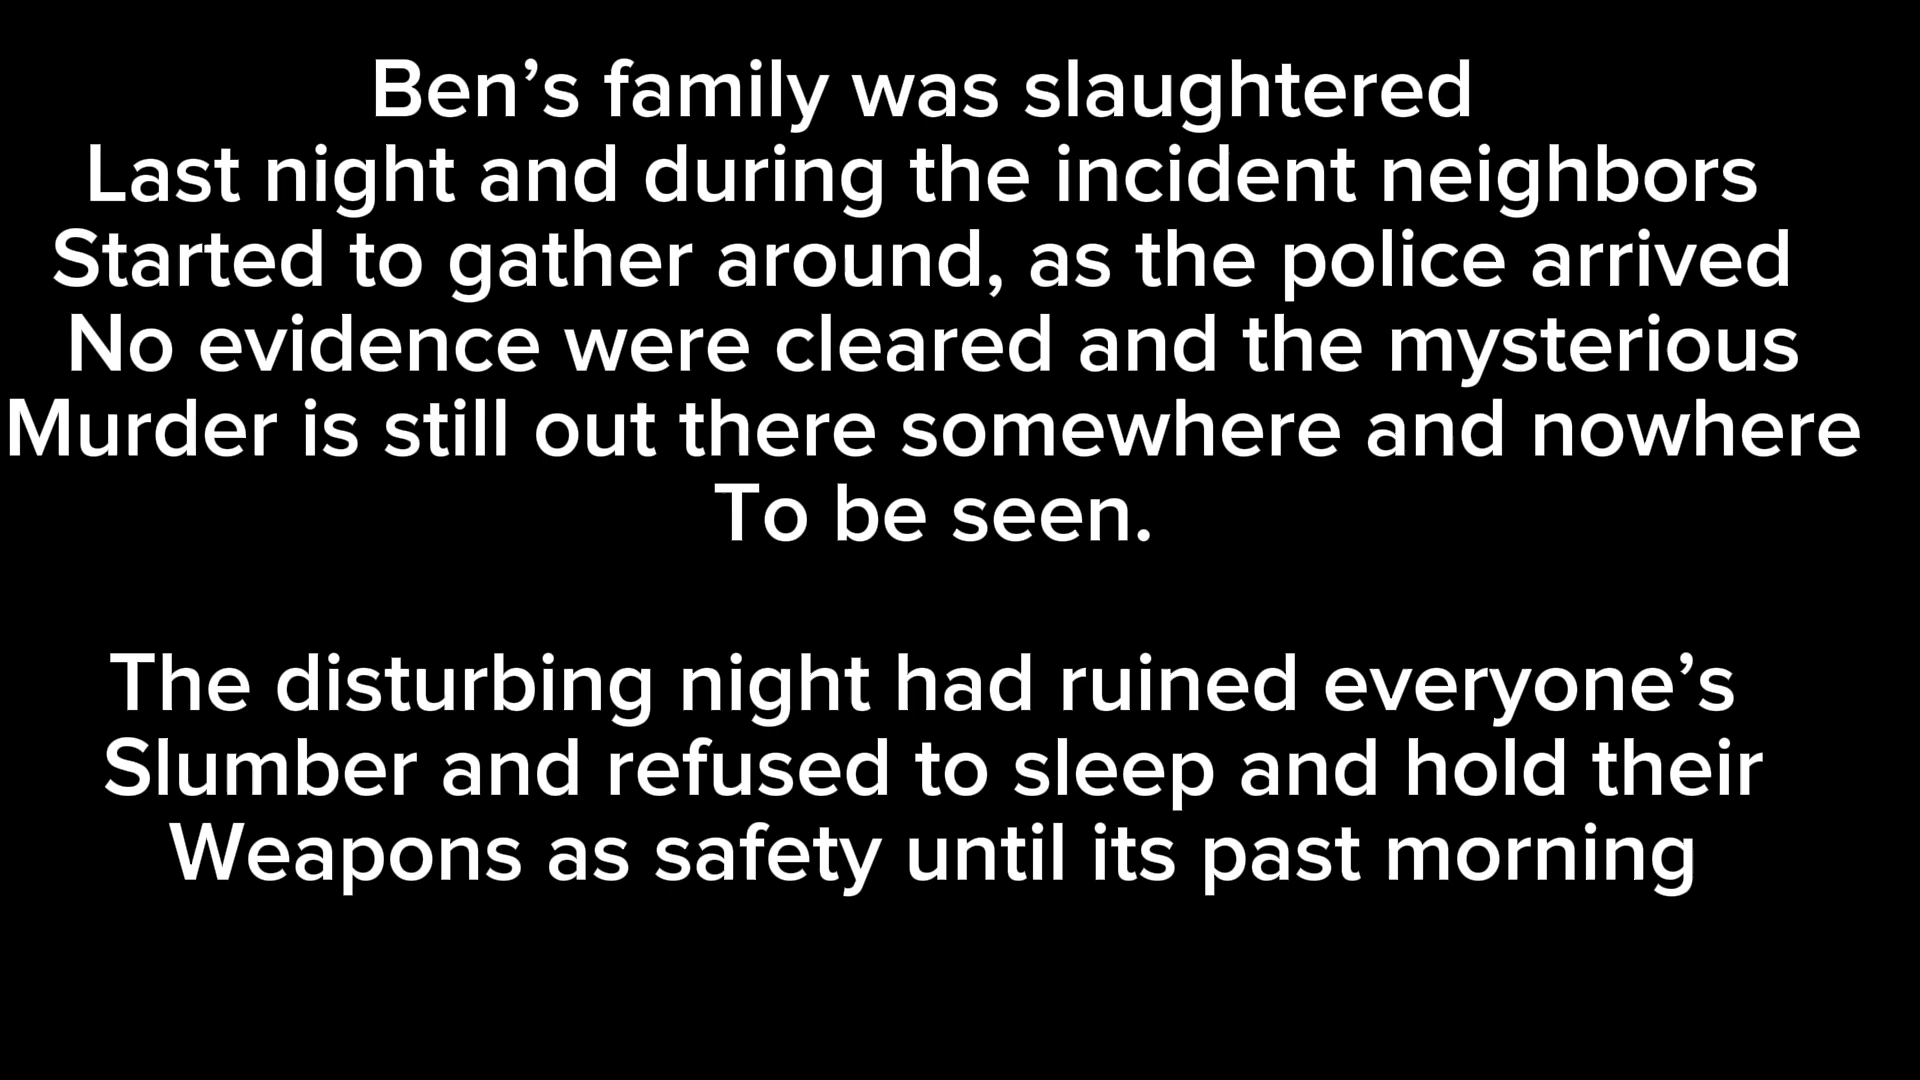 Ben’s family was slaughtered
Last night and during the incident neighbors
Started to gather around, as the police arrived
No evidence were cleared and the mysterious
Murder is still out there somewhere and nowhere
To be seen.
The disturbing night had ruined everyone’s
Slumber and refused to sleep and hold their
Weapons as safety until its past morning